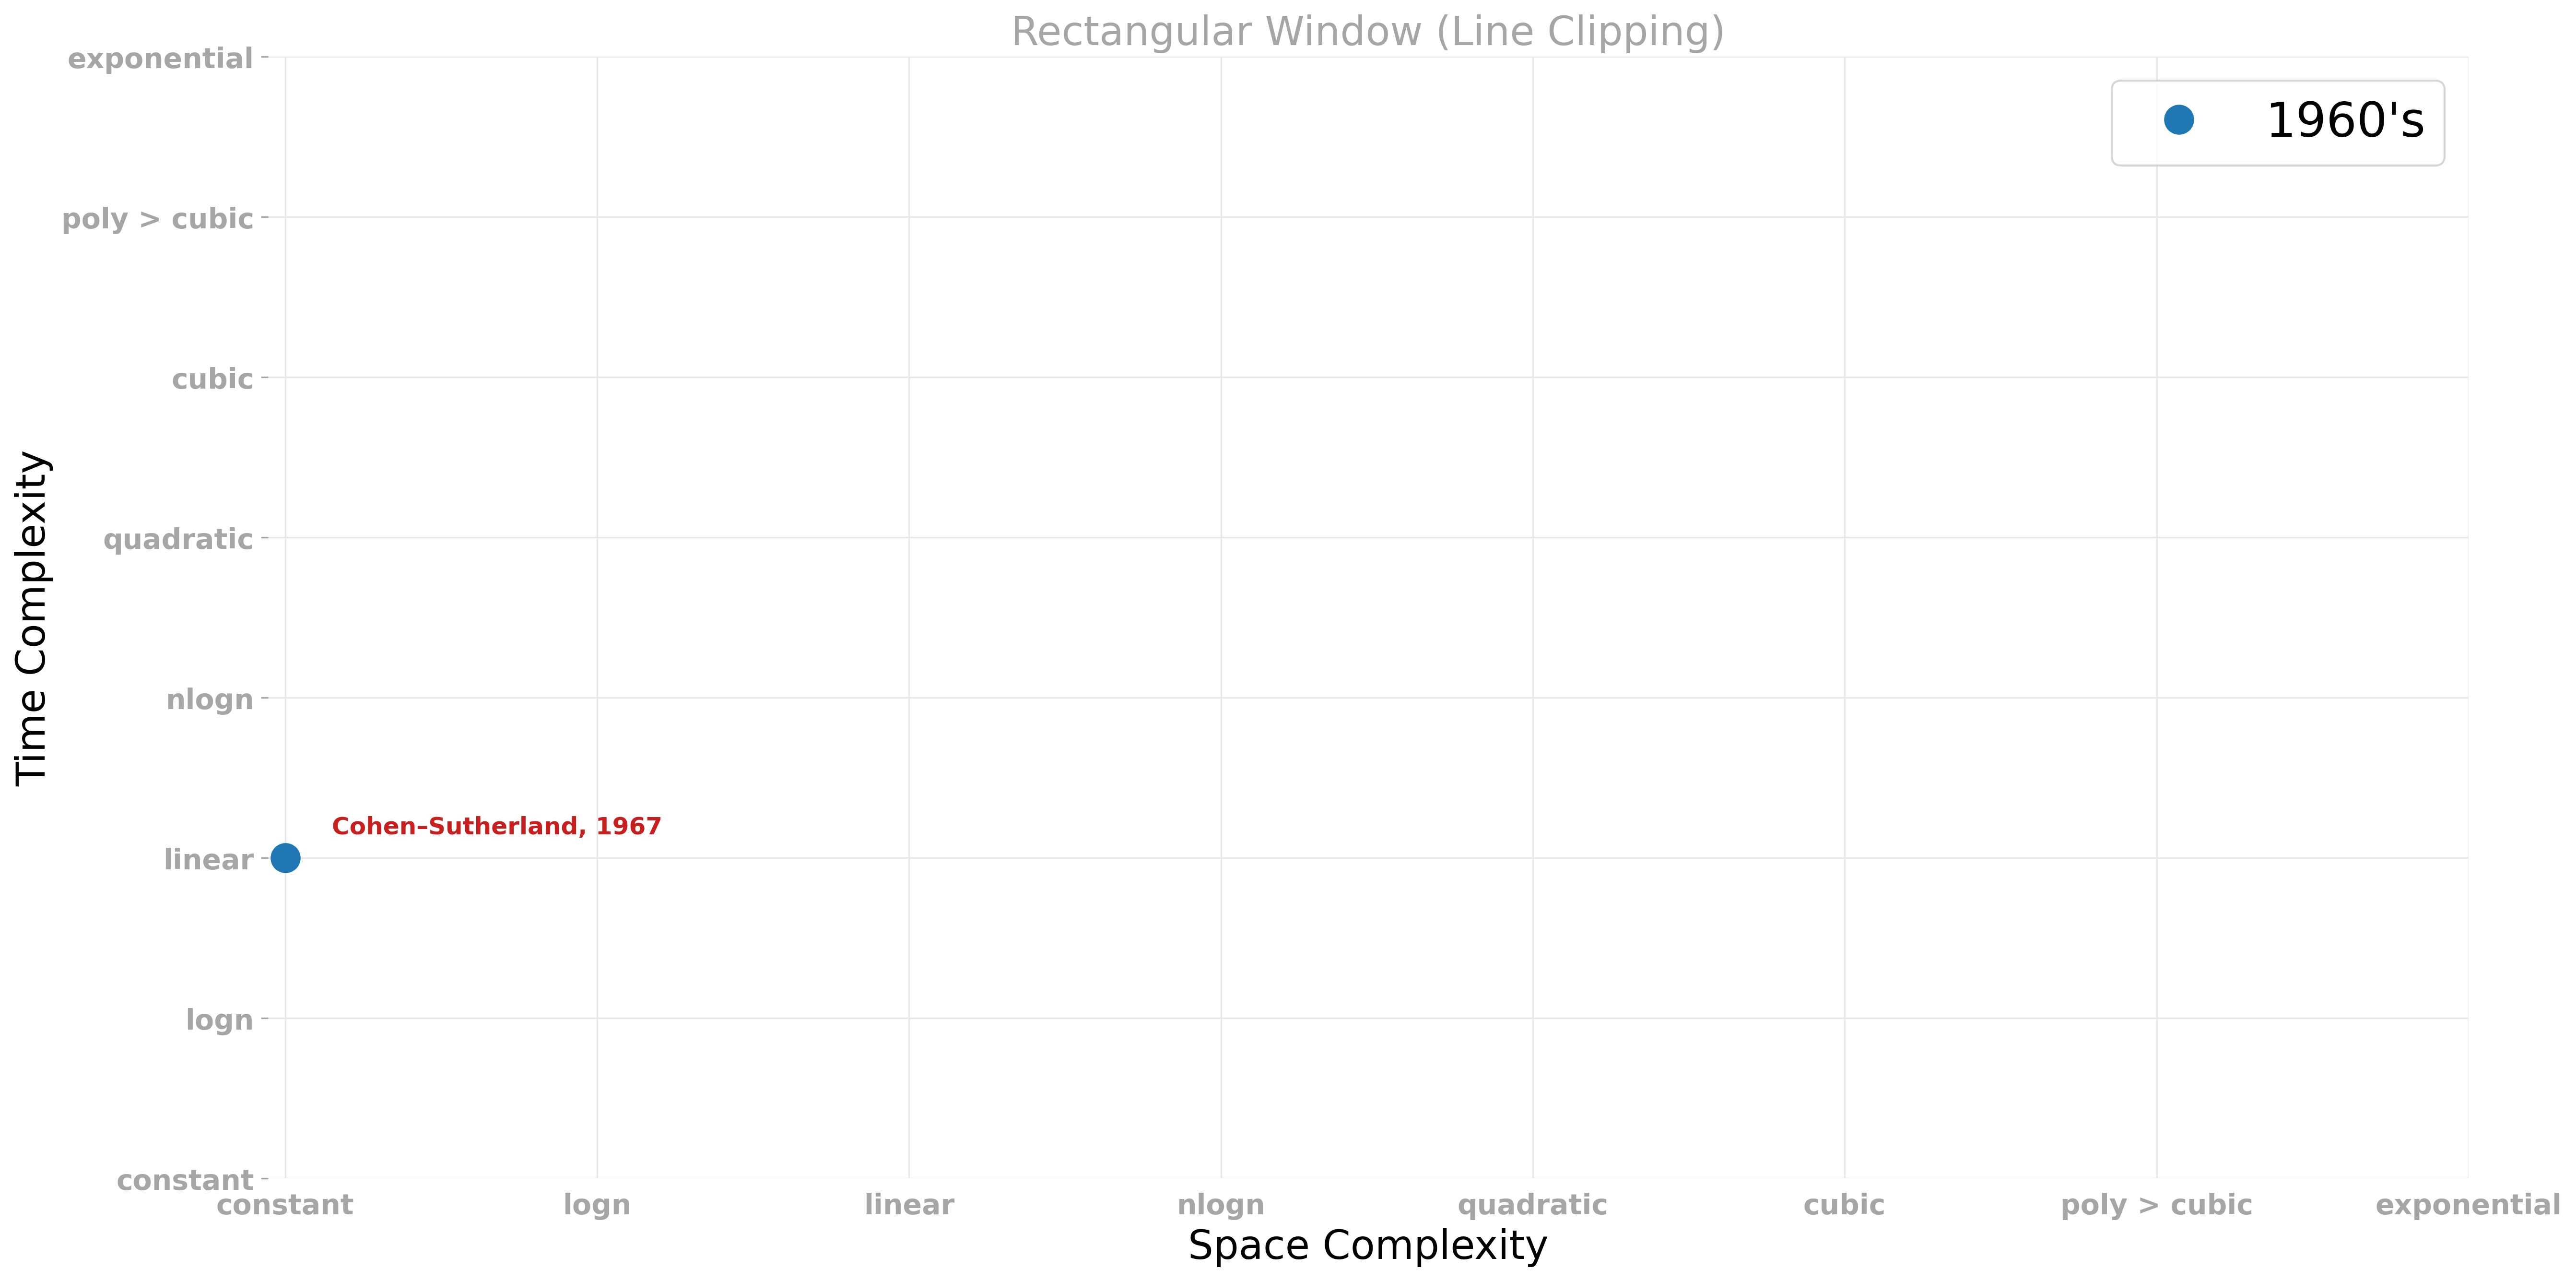 Rectangular Window (Line Clipping)
1960's
exponential
poly > cubic
cubic
quadratic
nlogn
linear
logn
constant
Time Complexity
Cohen–Sutherland, 1967
constant logn linear nlogn quadratic cubic poly > cubic exponential
Space Complexity